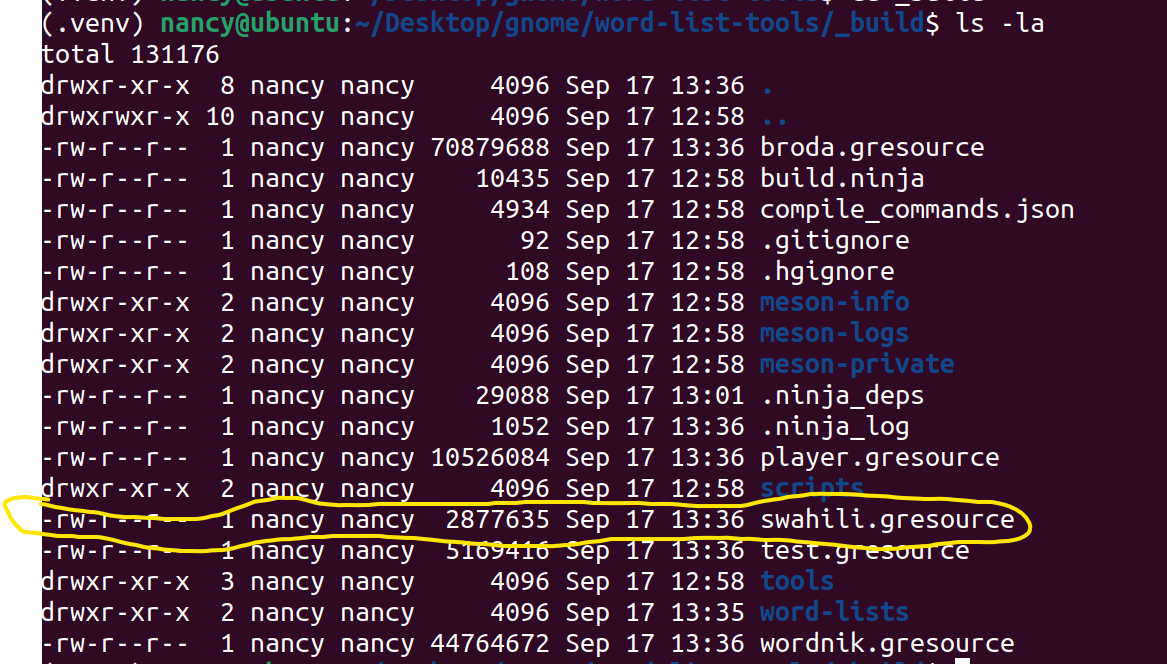 (.venv) nancy@ubuntu:~/Desktop/gnome/word-list-tools/_build$ ls -la
total 131176
drwxr-xr-x  8 nancy nancy     4096 Sep 17 13:36 .
drwxrwxr-x 10 nancy nancy     4096 Sep 17 12:58 ..
-rw-r--r--  1 nancy nancy 70879688 Sep 17 13:36 broda.gresource
-rw-r--r--  1 nancy nancy    10435 Sep 17 12:58 build.ninja
-rw-r--r--  1 nancy nancy     4934 Sep 17 12:58 compile_commands.json
-rw-r--r--  1 nancy nancy       92 Sep 17 12:58 .gitignore
-rw-r--r--  1 nancy nancy      108 Sep 17 12:58 .hgignore
drwxr-xr-x  2 nancy nancy     4096 Sep 17 12:58 meson-info
drwxr-xr-x  2 nancy nancy     4096 Sep 17 12:58 meson-logs
drwxr-xr-x  2 nancy nancy     4096 Sep 17 12:58 meson-private
-rw-r--r--  1 nancy nancy    29088 Sep 17 13:01 .ninja_deps
-rw-r--r--  1 nancy nancy     1052 Sep 17 13:36 .ninja_log
-rw-r--r--  1 nancy nancy 10526084 Sep 17 13:36 player.gresource
drwxr-xr-x  2 nancy nancy     4096 Sep 17 12:58 scripts
-rw-r--r--  1 nancy nancy  2877635 Sep 17 13:36 swahili.gresource
-rw-r--r--  1 nancy nancy  5169416 Sep 17 13:36 test.gresource
drwxr-xr-x  3 nancy nancy     4096 Sep 17 12:58 tools
drwxr-xr-x  2 nancy nancy     4096 Sep 17 13:35 word-lists
-rw-r--r--  1 nancy nancy 44764672 Sep 17 13:36 wordnik.gresource